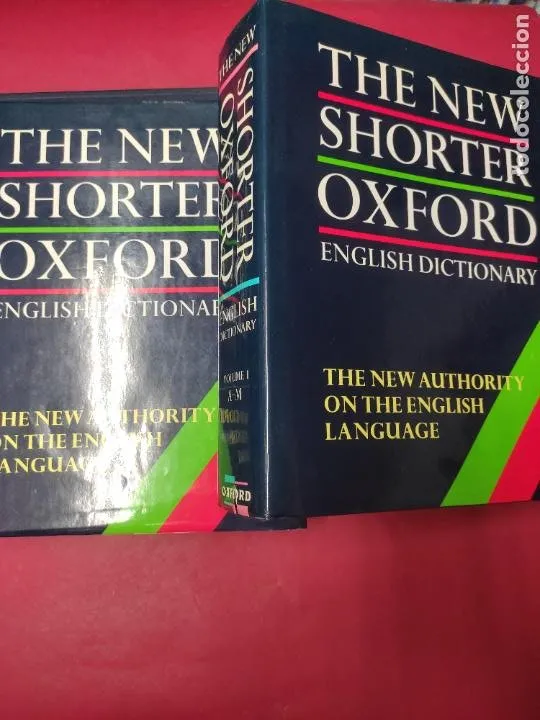 THE NEW
SHORTER
OXFORD
ENGLISH DICTIONAR
THE NEW AUTHORITY
ON THE ENGLISH
LANGUAGE
THE NEW
SHORTER
OXFORD
ENGLISH
DICTIONARY
VOLUME 1
A–M
OXFORD
THE NEW
SHORTER
OXFORD
ENGLISH DICTIONARY
THE NEW AUTHORITY
ON THE ENGLISH
LANGUAGE
todocoleccion